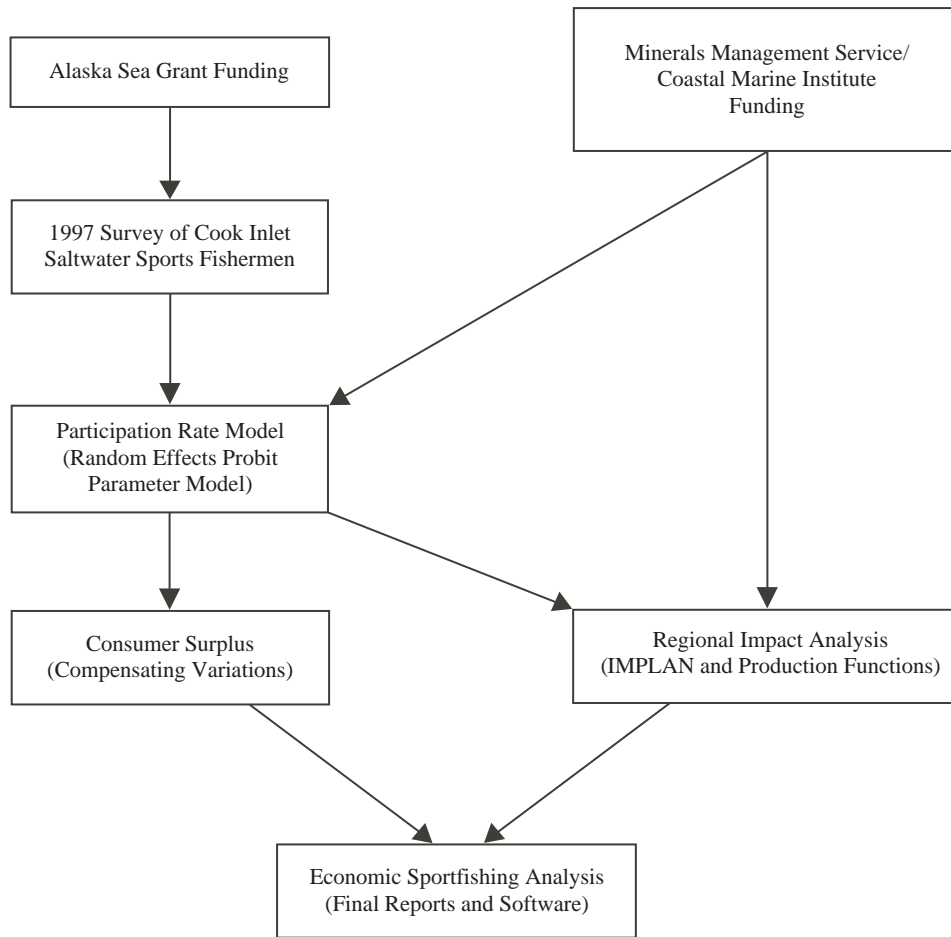 Alaska Sea Grant Funding
Minerals Management Service/
Coastal Marine Institute
Funding
1997 Survey of Cook Inlet
Saltwater Sports Fishermen
Participation Rate Model
(Random Effects Probit
Parameter Model)
Consumer Surplus
(Compensating Variations)
Regional Impact Analysis
(IMPLAN and Production Functions)
Economic Sportfishing Analysis
(Final Reports and Software)